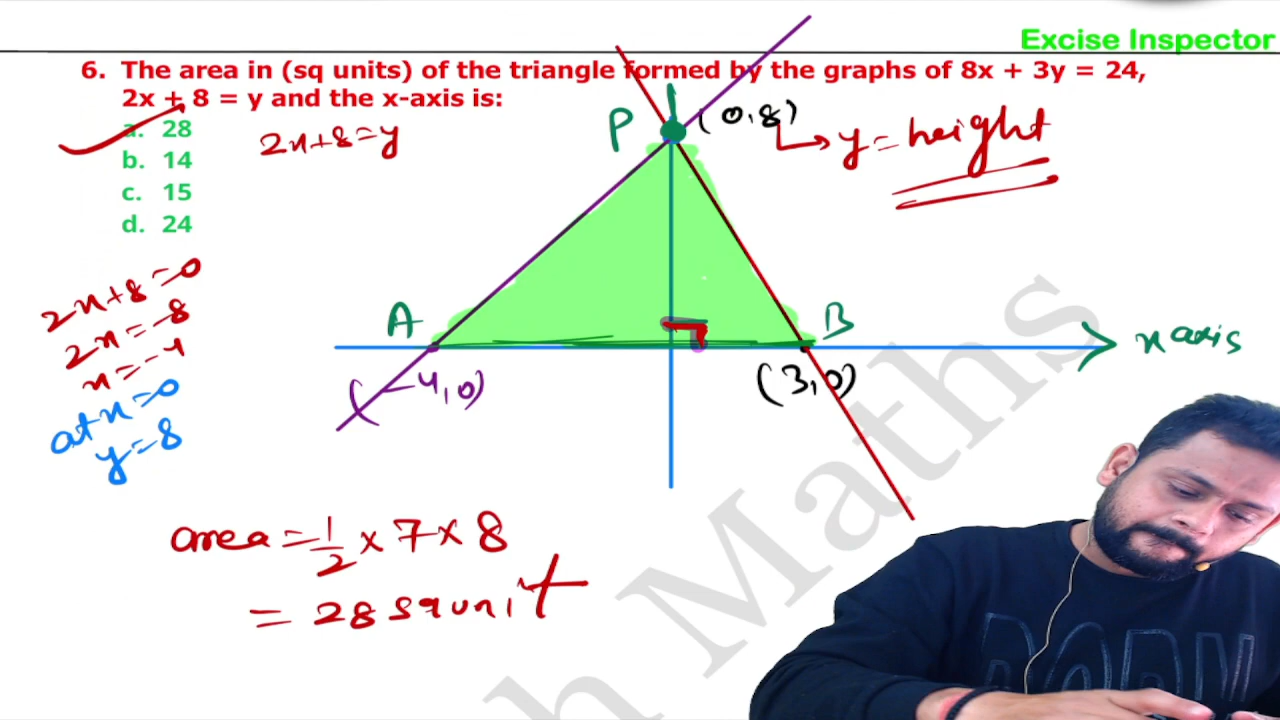 Excise Inspector
6. The area in (sq units) of the triangle formed by the graphs of 8x + 3y = 24,
2x + 8 = y and the x-axis is:
a. 28
b. 14
c. 15
d. 24
2x+8=y
P
(0,8)
y=height
2x+8=0
2x=-8
x=-4
at x=0
y=8
A
B
x axis
(-4,0)
(3,0)
area = 1/2 x 7 x 8
= 28 sq unit
h Maths